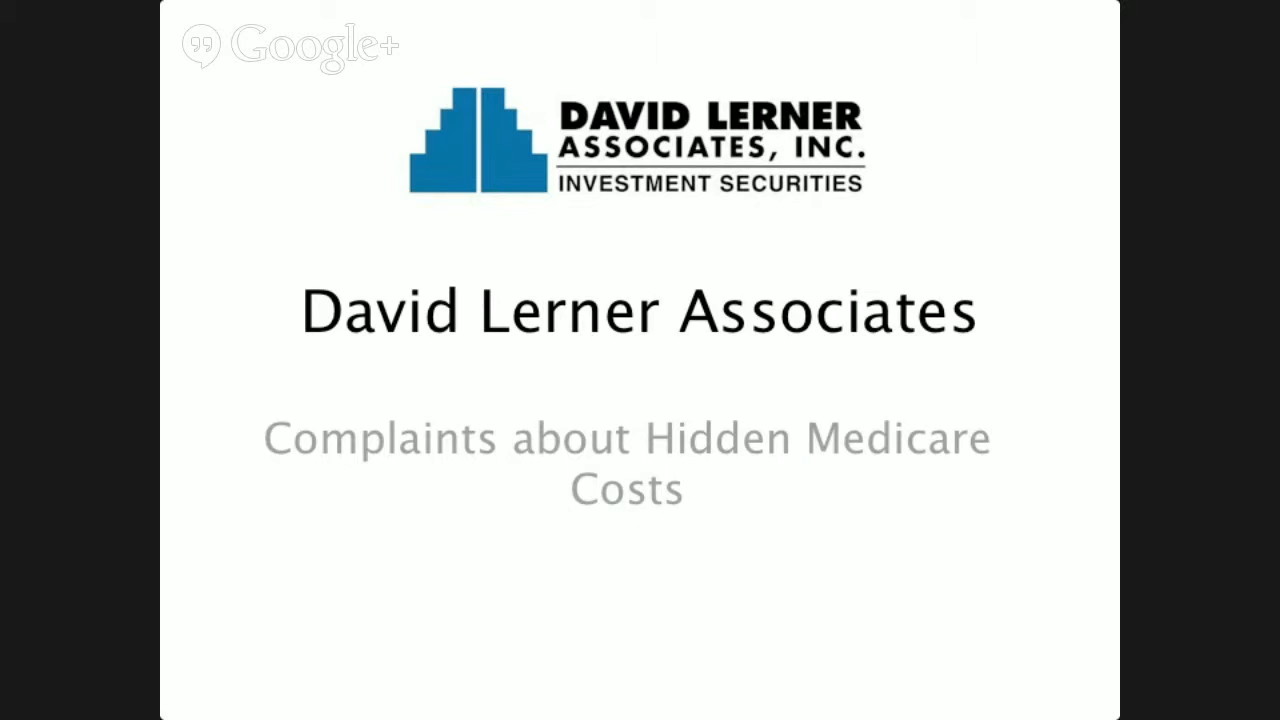 Google+
DAVID LERNER
ASSOCIATES, INC.
INVESTMENT SECURITIES
David Lerner Associates
Complaints about Hidden Medicare
Costs